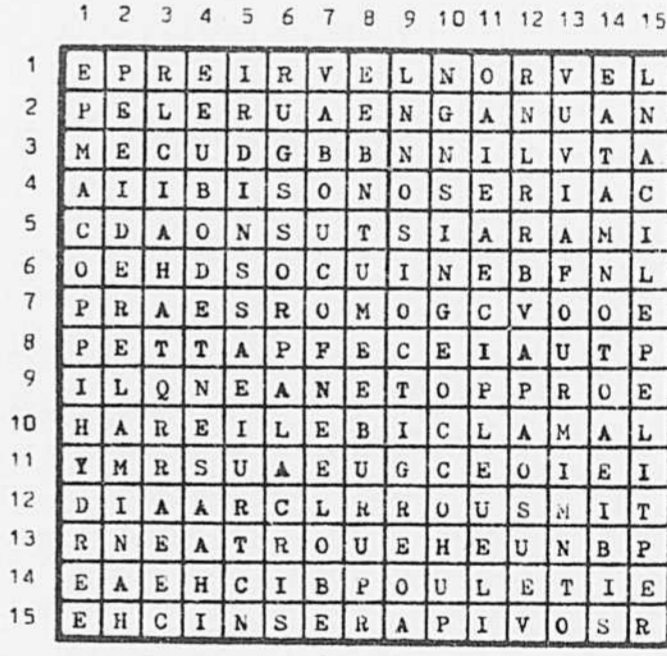 1 2 3 4 5 6 7 8 9 10 11 12 13 14 15
1 E P R E I R V E L N O R V E L
2 P E L E R U A E N G A N U A N
3 M E C U D G B B N N I L V T A
4 A I I B I S O N O S E R I A C
5 C D A O N S U T S I A R A M I
6 O E H D S O C U I N E B F N L
7 P R A E S R O M O G C V O O E
8 P E T T A P F E C E I A U T P
9 I L Q N E A N E T O P P R O E
10 H A R E I L E B I C L A M A L
11 Y M R S U A E U G C E O I E I
12 D I A A R C L R R O U S M I T
13 R N E A T R O U E H E U N B P
14 E A E H C I B P O U L E T I E
15 E H C I N S E R A P I V O S R